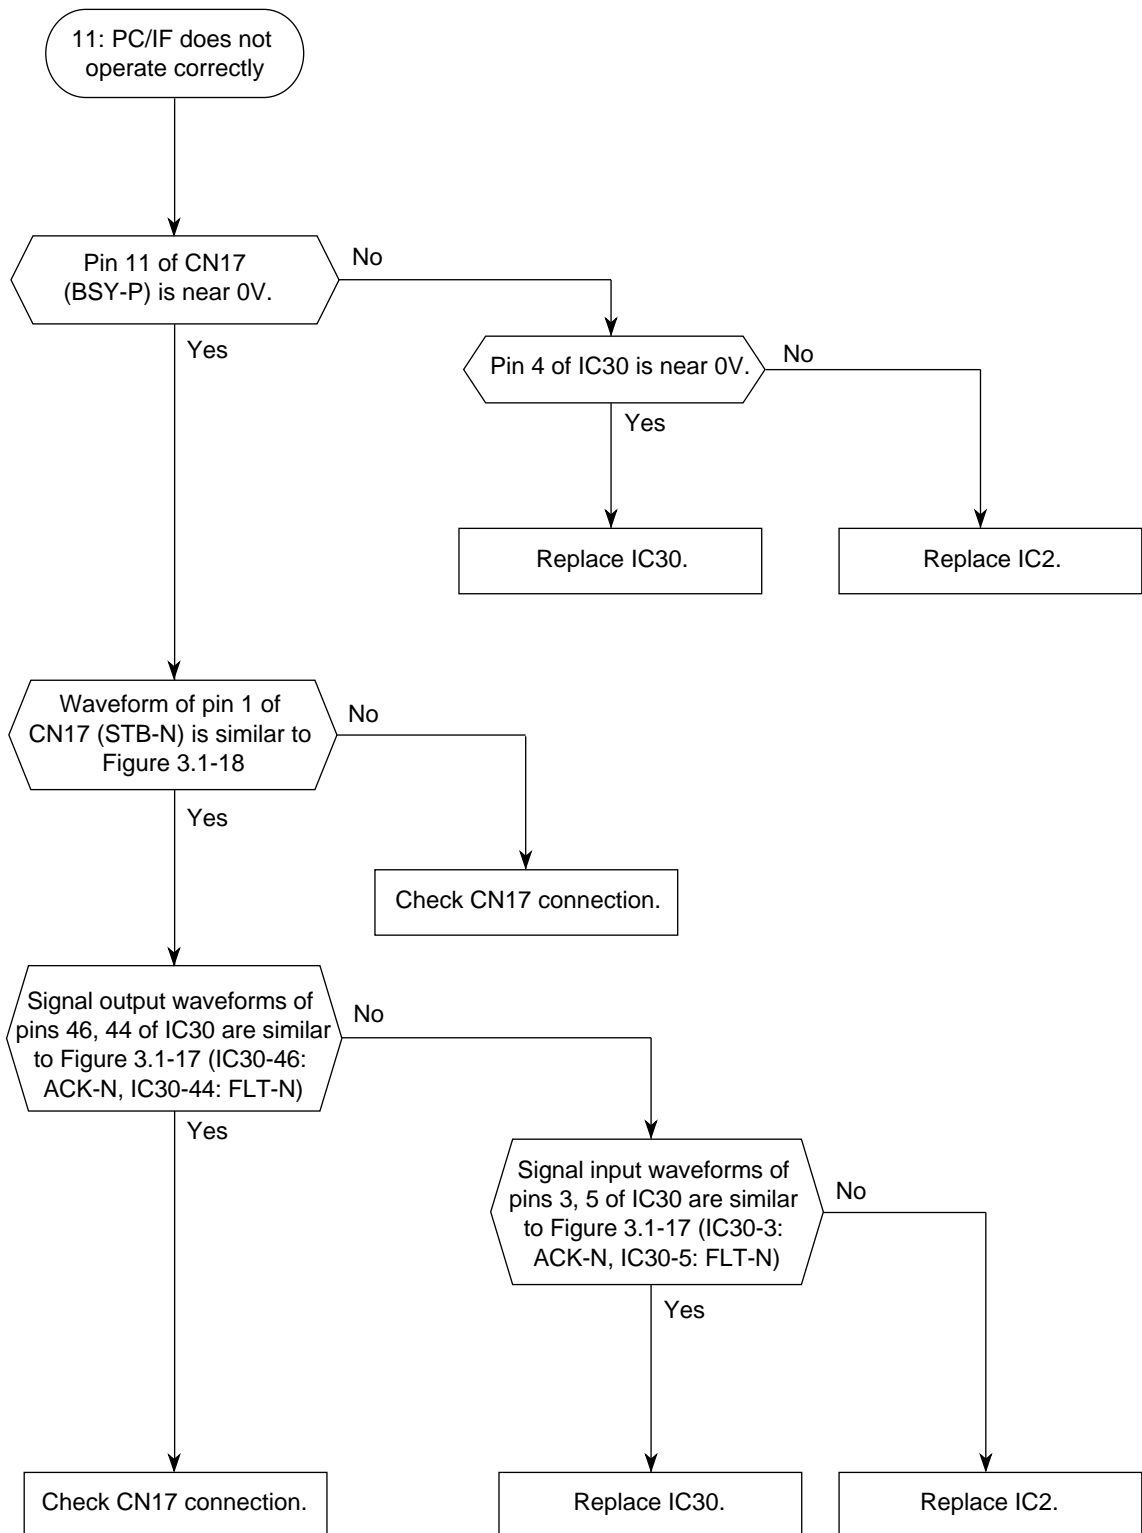 11: PC/IF does not
operate correctly
Pin 11 of CN17
(BSY-P) is near 0V.
No
Yes
Pin 4 of IC30 is near 0V.
No
Yes
Replace IC30.
Replace IC2.
Waveform of pin 1 of
CN17 (STB-N) is similar to
Figure 3.1-18
No
Yes
Check CN17 connection.
Signal output waveforms of
pins 46, 44 of IC30 are similar
to Figure 3.1-17 (IC30-46:
ACK-N, IC30-44: FLT-N)
No
Yes
Signal input waveforms of
pins 3, 5 of IC30 are similar
to Figure 3.1-17 (IC30-3:
ACK-N, IC30-5: FLT-N)
No
Yes
Check CN17 connection.
Replace IC30.
Replace IC2.